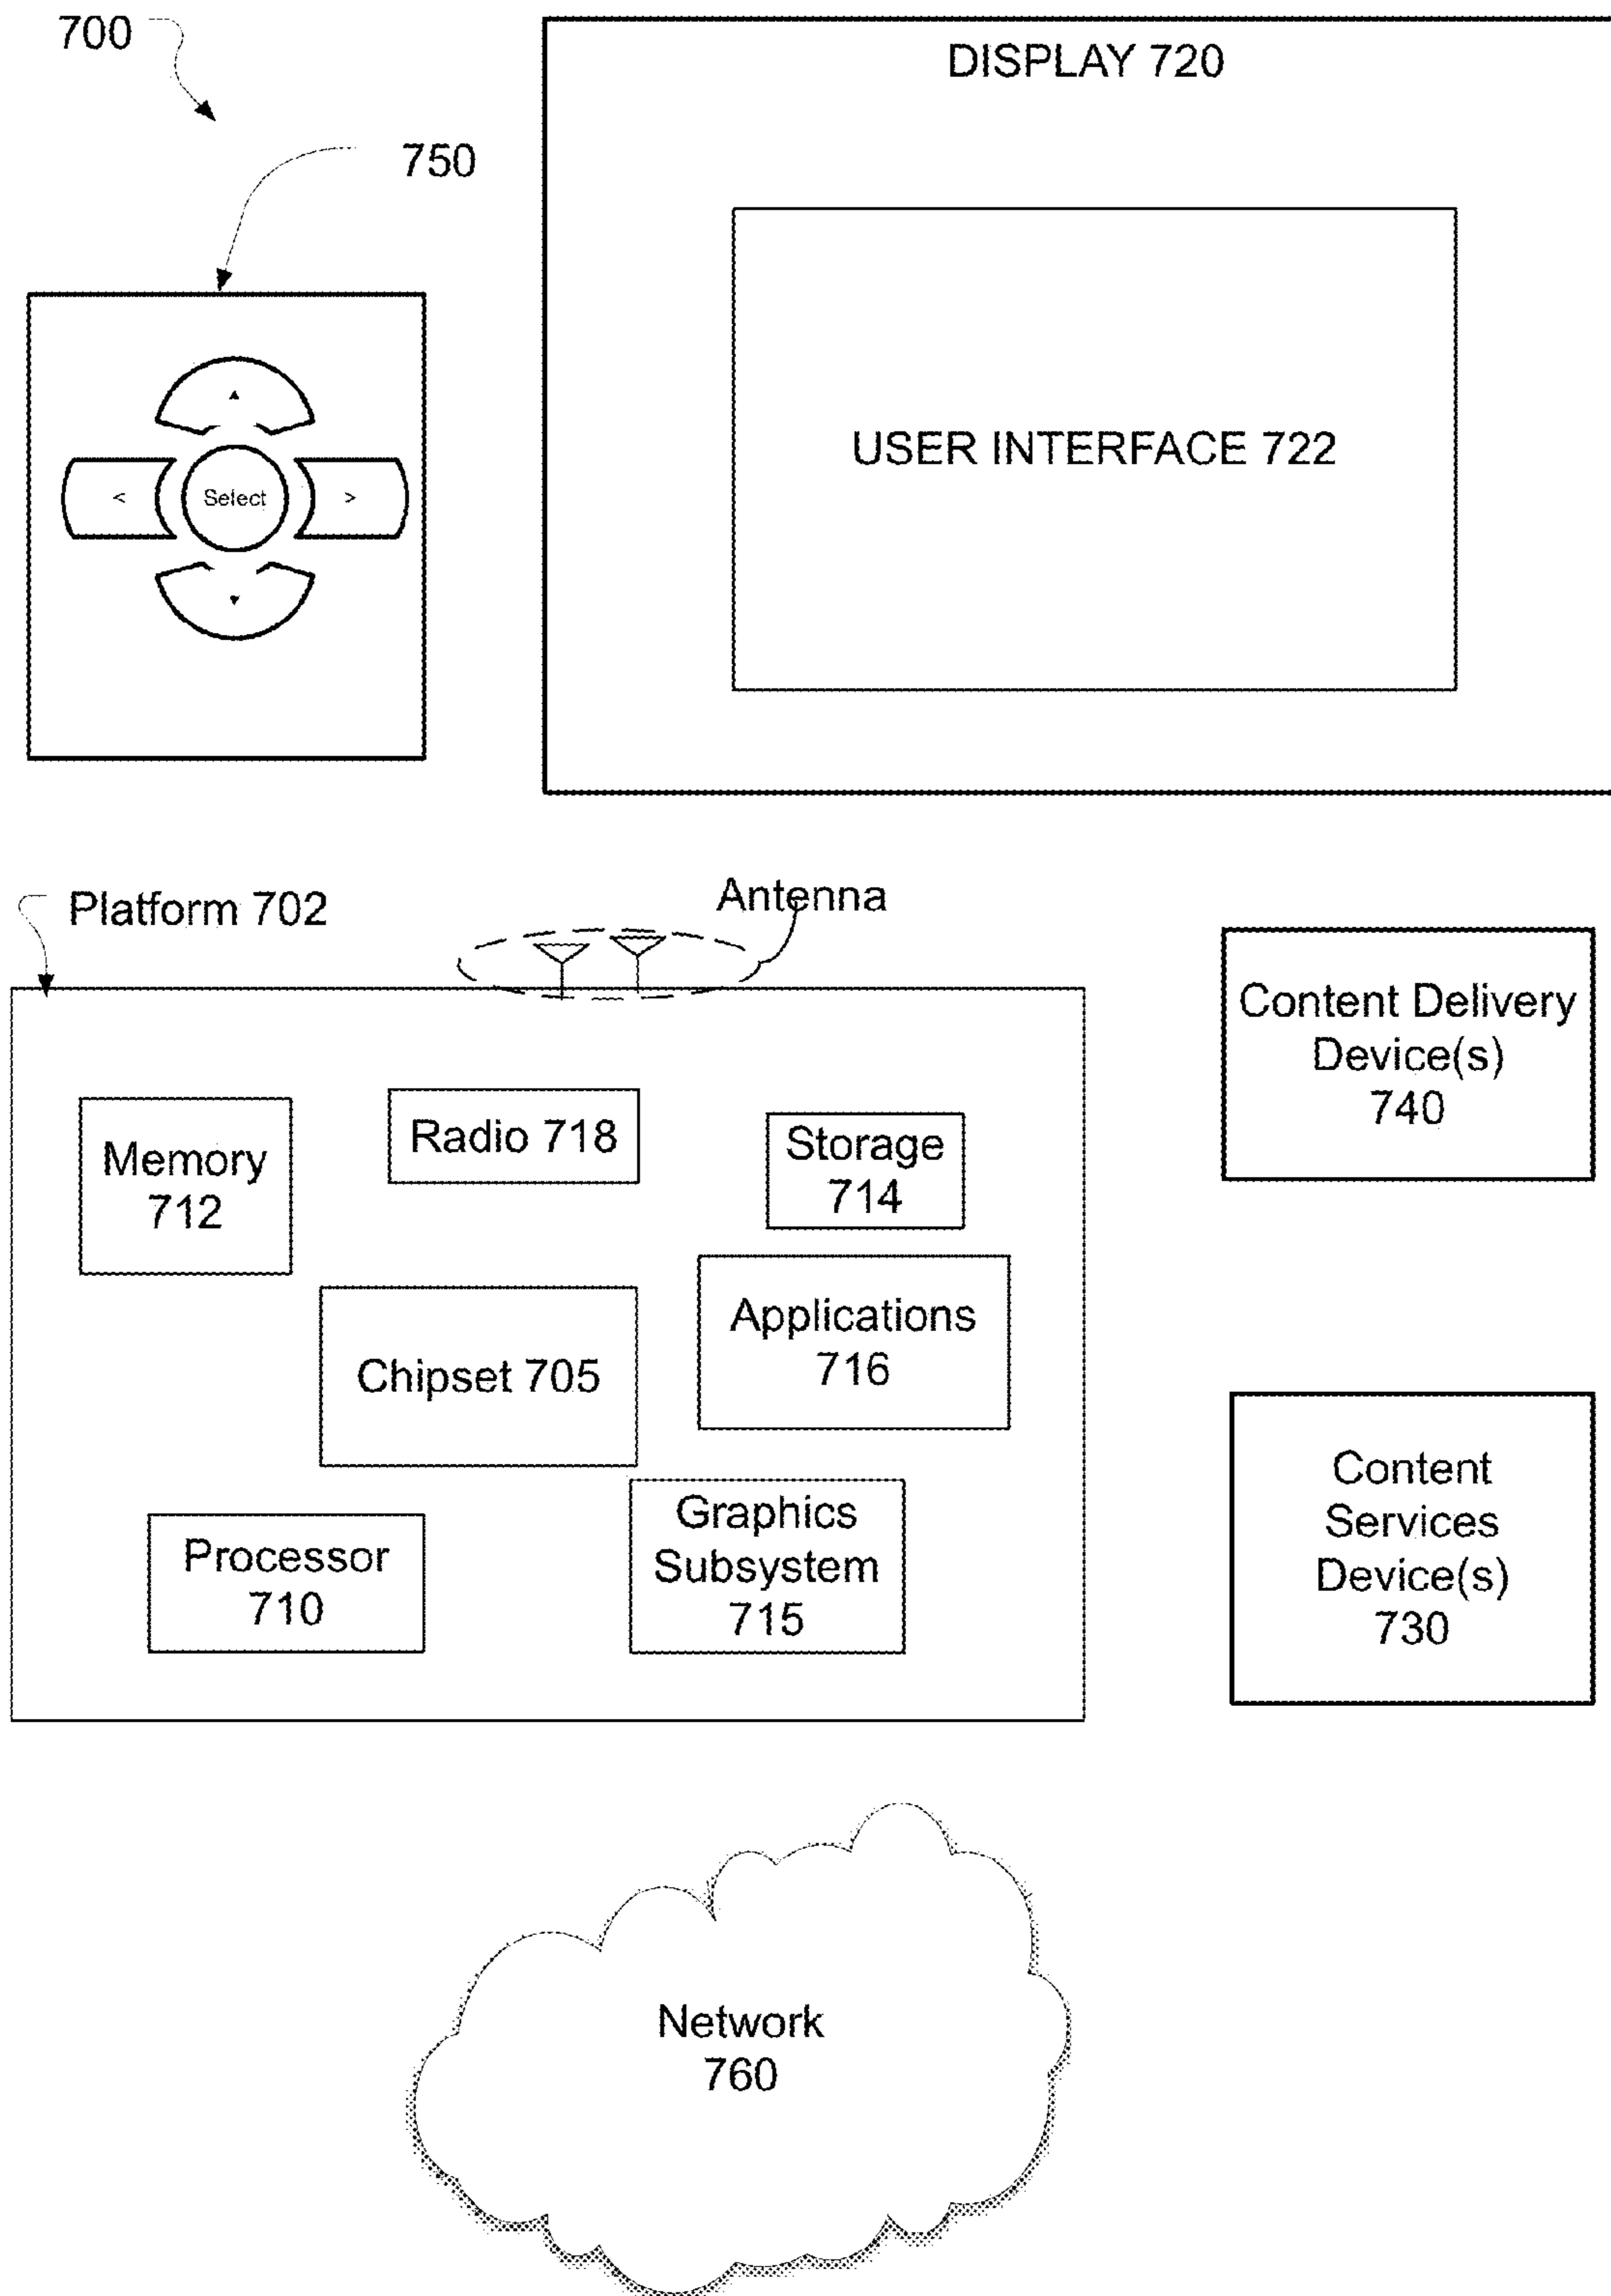 700
DISPLAY 720
750
USER INTERFACE 722
<
Select
>
Platform 702
Antenna
Content Delivery
Device(s)
740
Memory
712
Radio 718
Storage
714
Chipset 705
Applications
716
Content
Services
Device(s)
730
Processor
710
Graphics
Subsystem
715
Network
760